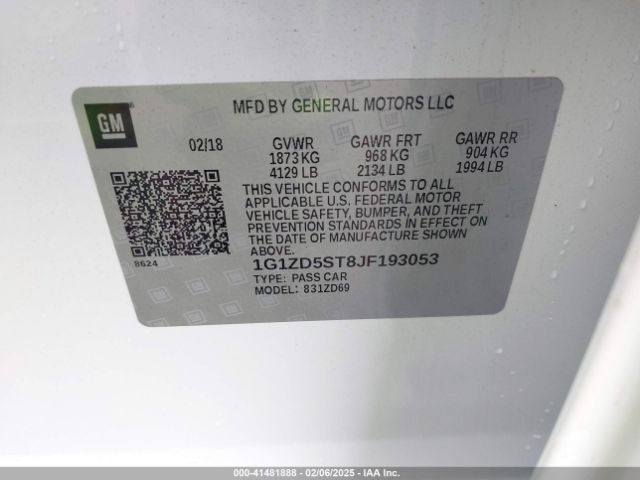 GM
MFD BY GENERAL MOTORS LLC
02/18 GVWR GAWR FRT GAWR RR
1873 KG 968 KG 904 KG
4129 LB 2134 LB 1994 LB
THIS VEHICLE CONFORMS TO ALL
APPLICABLE U.S. FEDERAL MOTOR
VEHICLE SAFETY, BUMPER, AND THEFT
PREVENTION STANDARDS IN EFFECT ON
THE DATE OF MANUFACTURE SHOWN
ABOVE.
8624
1G1ZD5ST8JF193053
TYPE: PASS CAR
MODEL: 831ZD69
000-41481888 - 02/06/2025 - IAAI.COM